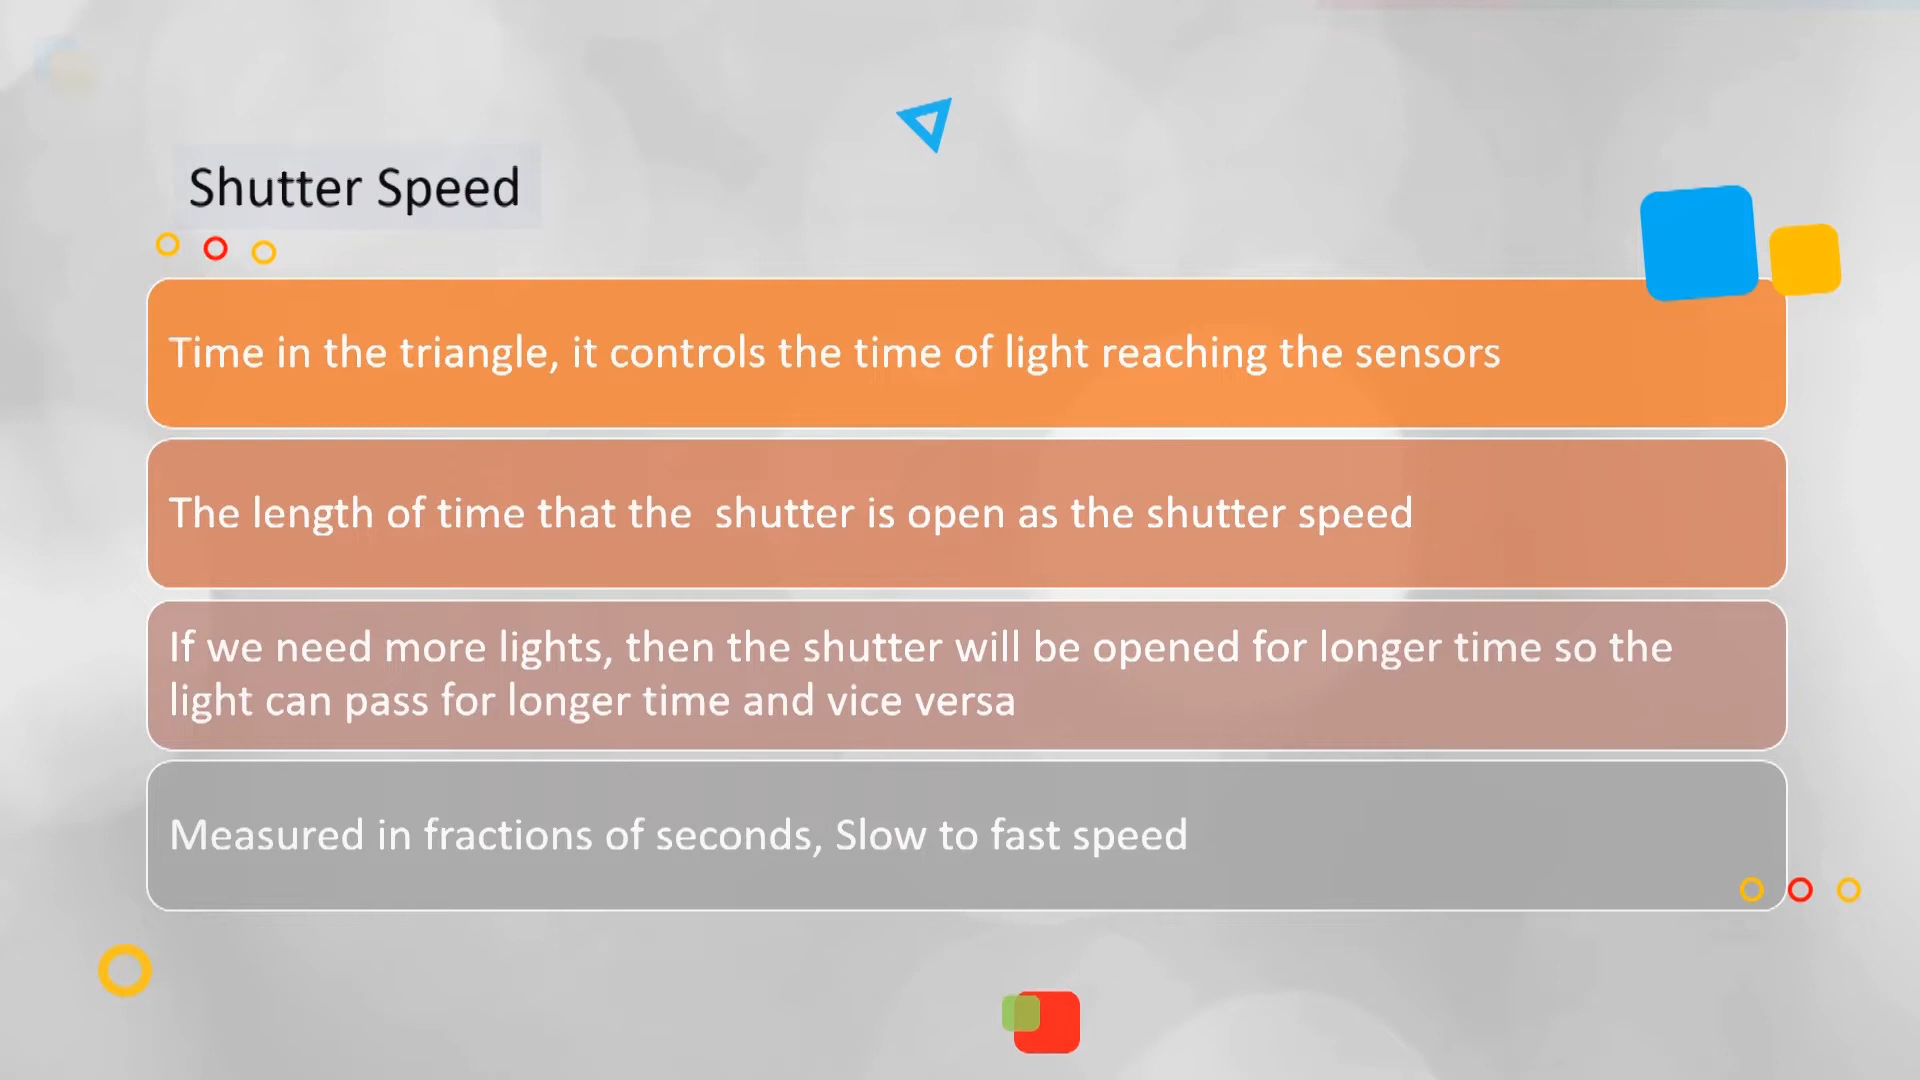 Shutter Speed
Time in the triangle, it controls the time of light reaching the sensors
The length of time that the  shutter is open as the shutter speed
If we need more lights, then the shutter will be opened for longer time so the
light can pass for longer time and vice versa
Measured in fractions of seconds, Slow to fast speed